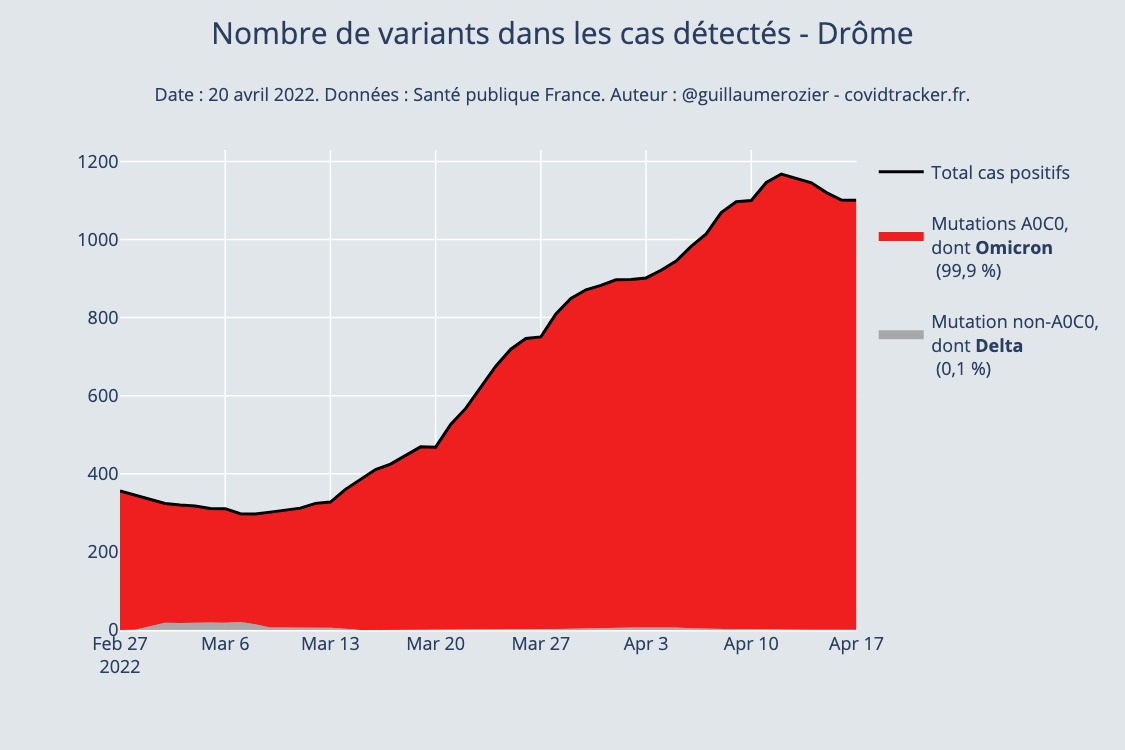 Nombre de variants dans les cas détectés - Drôme
Date : 20 avril 2022. Données : Santé publique France. Auteur : @guillaumerozier - covidtracker.fr.
1200
1000
800
600
400
200
0
Feb 27
2022
Mar 6
Mar 13
Mar 20
Mar 27
Apr 3
Apr 10
Apr 17
Total cas positifs
Mutations A0C0,
dont Omicron
(99,9 %)
Mutation non-A0C0,
dont Delta
(0,1 %)